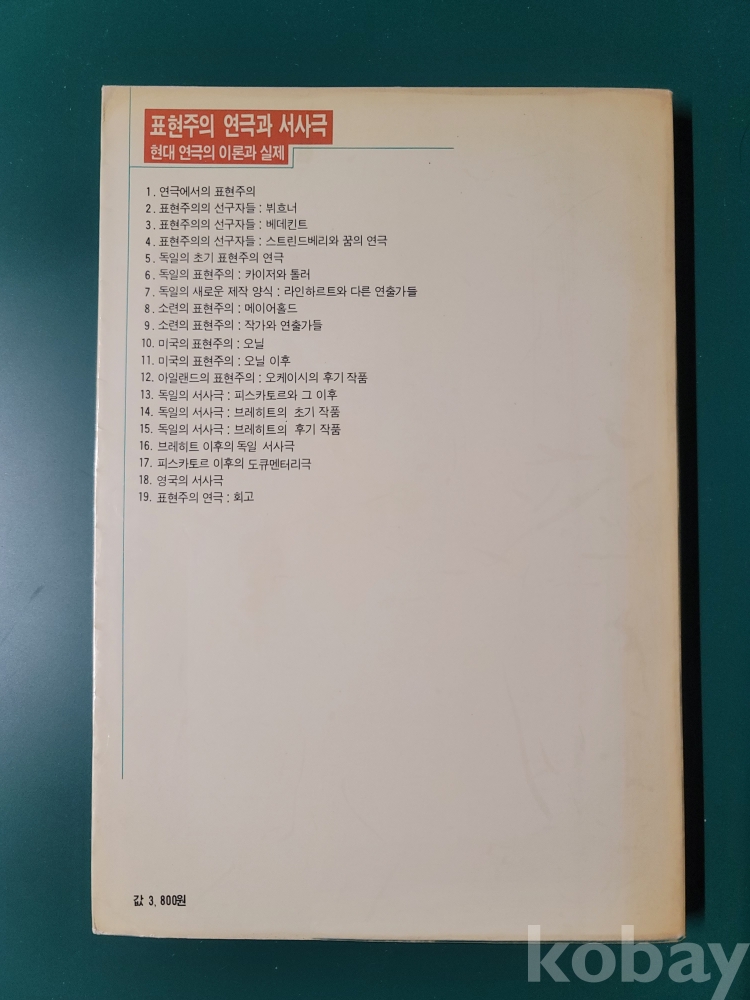 표현주의 연극과 서사극
현대 연극의 이론과 실제
1. 연극에서의 표현주의
2. 표현주의의 선구자들 : 뷔흐너
3. 표현주의의 선구자들 : 베데킨트
4. 표현주의의 선구자들 : 스트린드베리와 꿈의 연극
5. 독일의 초기 표현주의 연극
6. 독일의 표현주의 : 카이저와 톨러
7. 독일의 새로운 제작 양식 : 라인하르트와 다른 연출가들
8. 소련의 표현주의 : 메이어홀드
9. 소련의 표현주의 : 작가와 연출가들
10. 미국의 표현주의 : 오닐
11. 미국의 표현주의 : 오닐 이후
12. 아일랜드의 표현주의 : 오케이시의 후기 작품
13. 독일의 서사극 : 피스카토르와 그 이후
14. 독일의 서사극 : 브레히트의 초기 작품
15. 독일의 서사극 : 브레히트의 후기 작품
16. 브레히트 이후의 독일 서사극
17. 피스카토르 이후의 도큐멘터리극
18. 영국의 서사극
19. 표현주의 연극 : 회고
값 3,800원
kobay